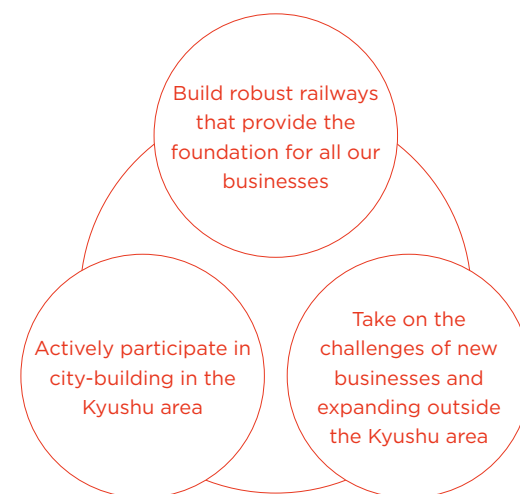 Build robust railways
that provide the
foundation for all our
businesses
Actively participate in
city-building in the
Kyushu area
Take on the
challenges of new
businesses and
expanding outside
the Kyushu area